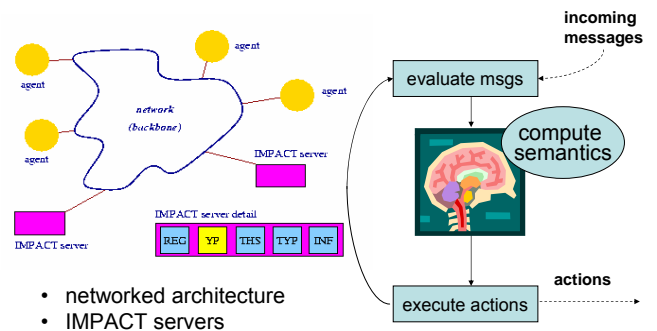 agent
agent
agent
agent
network
(backbone)
IMPACT server
IMPACT server
IMPACT server detail
REG YP THS TYP INF
• networked architecture
• IMPACT servers
incoming
messages
evaluate msgs
compute
semantics
execute actions
actions